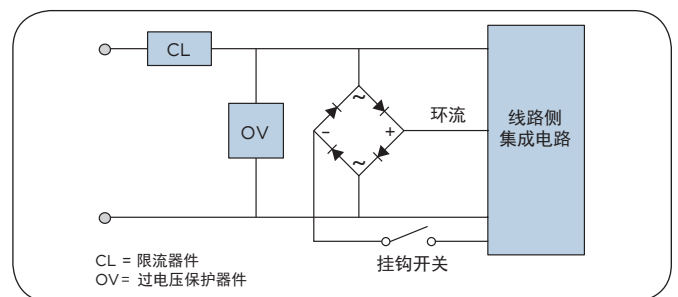 CL
OV
~
-
+
~
环流
线路侧
集成电路
挂钩开关
CL = 限流器件
OV= 过电压保护器件